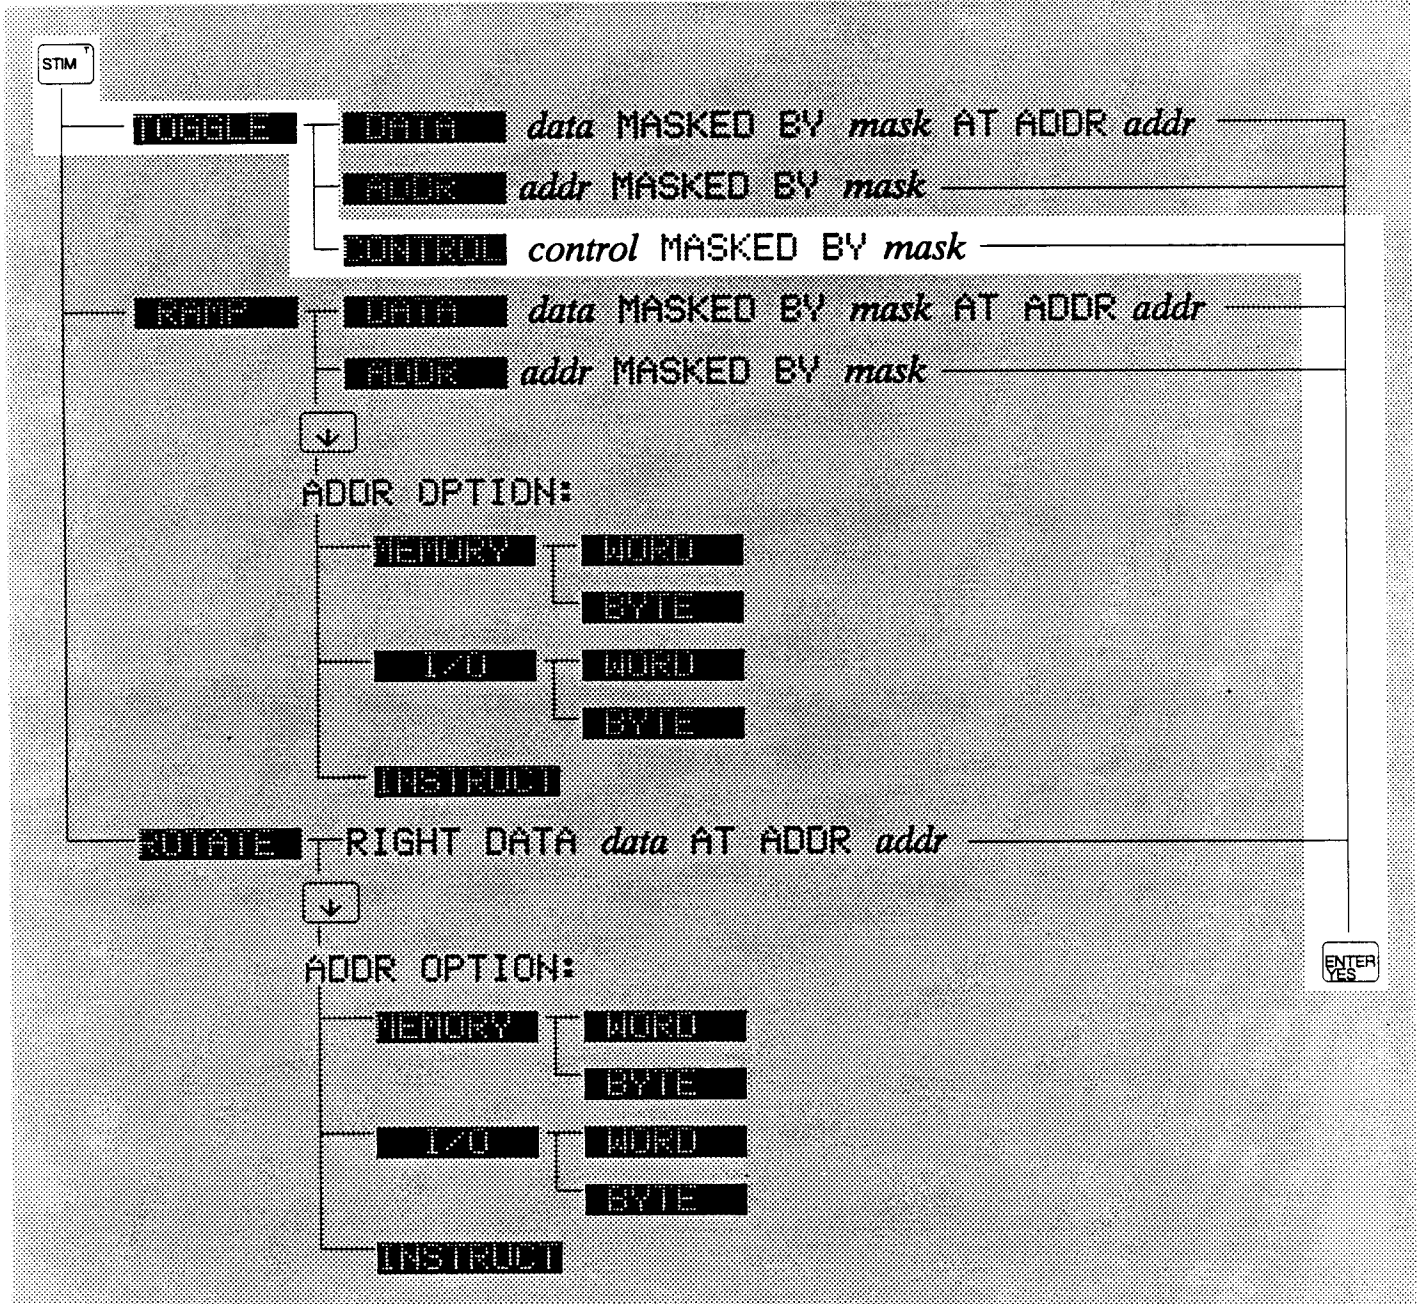 STIM T
TOGGLE DATA data MASKED BY mask AT ADDR addr
ADDR addr MASKED BY mask
CONTROL control MASKED BY mask
RAMP DATA data MASKED BY mask AT ADDR addr
ADDR addr MASKED BY mask
↓
ADDR OPTION:
MEMORY WORD
BYTE
I/O WORD
BYTE
INSTRUCT
ROTATE RIGHT DATA data AT ADDR addr
↓
ADDR OPTION:
ENTER
YES
MEMORY WORD
BYTE
I/O WORD
BYTE
INSTRUCT